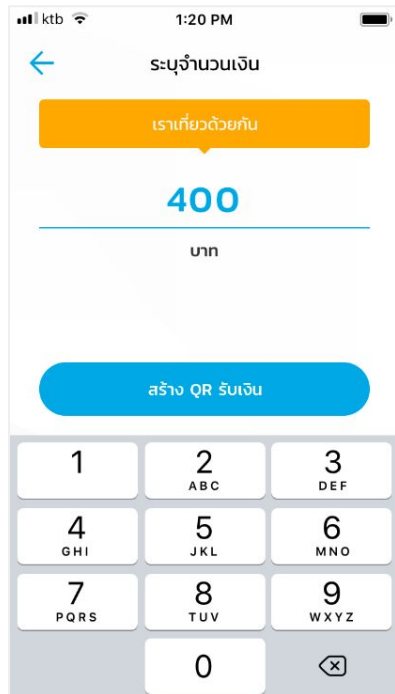 ktb 1:20 PM
ระบุจำนวนเงิน
เราเที่ยวด้วยกัน
400
บาท
สร้าง QR รับเงิน
1 2 3
ABC DEF
4 5 6
GHI JKL MNO
7 8 9
PQRS TUV WXYZ
0